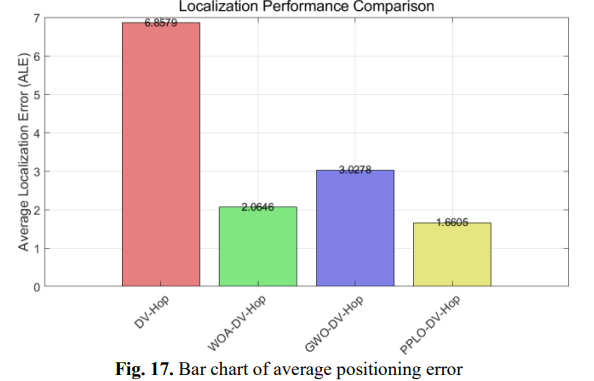 Localization Performance Comparison
Average Localization Error (ALE)
7
6
5
4
3
2
1
0
6.8579
2.0646
3.0278
1.6605
DV-Hop
WOA-DV-Hop
GWO-DV-Hop
PPLO-DV-Hop
Fig. 17. Bar chart of average positioning error